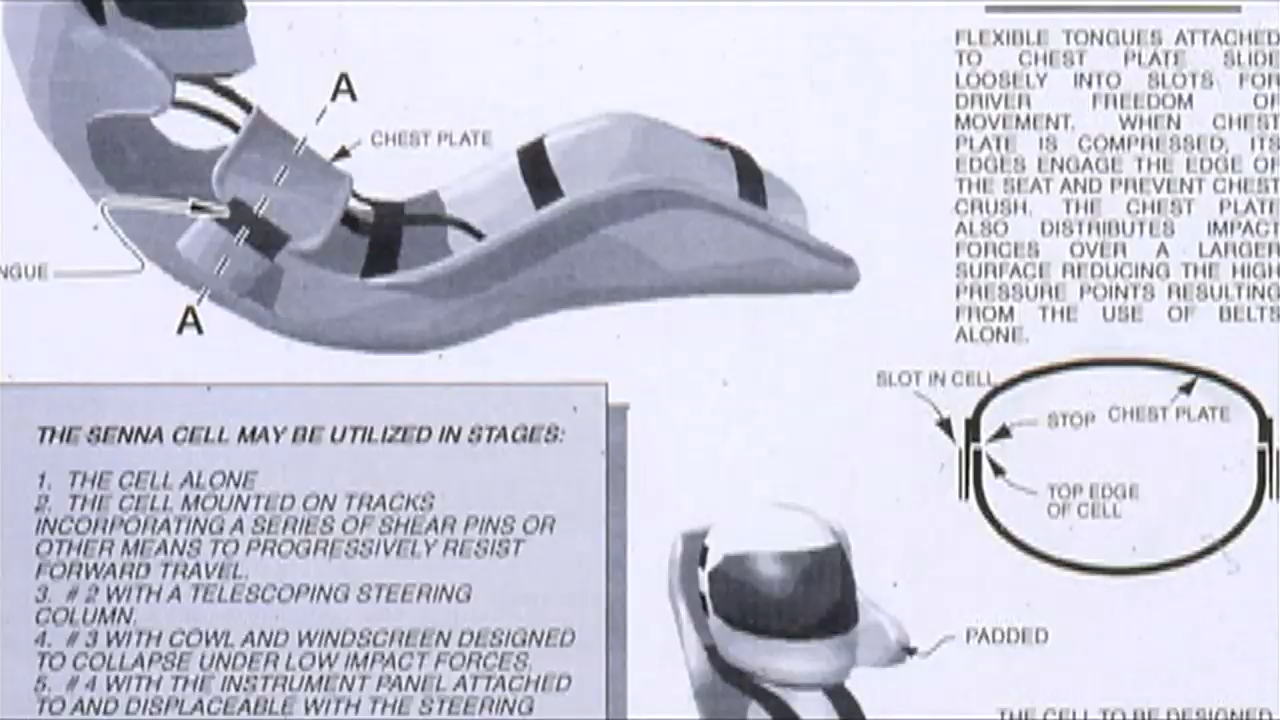 A
CHEST PLATE
NGUE
A
FLEXIBLE TONGUES ATTACHED
TO CHEST PLATE SLIDE
LOOSELY INTO SLOTS FOR
DRIVER FREEDOM OF
MOVEMENT. WHEN CHEST
PLATE IS COMPRESSED, ITS
EDGES ENGAGE THE EDGE OF
THE SEAT AND PREVENT CHEST
CRUSH. THE CHEST PLATE
ALSO DISTRIBUTES IMPACT
FORCES OVER A LARGER
SURFACE REDUCING THE HIGH
PRESSURE POINTS RESULTING
FROM THE USE OF BELTS
ALONE.
SLOT IN CELL
STOP
CHEST PLATE
TOP EDGE
OF CELL
THE SENNA CELL MAY BE UTILIZED IN STAGES:
1. THE CELL ALONE
2. THE CELL MOUNTED ON TRACKS
INCORPORATING A SERIES OF SHEAR PINS OR
OTHER MEANS TO PROGRESSIVELY RESIST
FORWARD TRAVEL.
3. # 2 WITH A TELESCOPING STEERING
COLUMN.
4. # 3 WITH COWL AND WINDSCREEN DESIGNED
TO COLLAPSE UNDER LOW IMPACT FORCES.
5. # 4 WITH THE INSTRUMENT PANEL ATTACHED
TO AND DISPLACEABLE WITH THE STEERING
PADDED
THE CELL TO BE DESIGNED